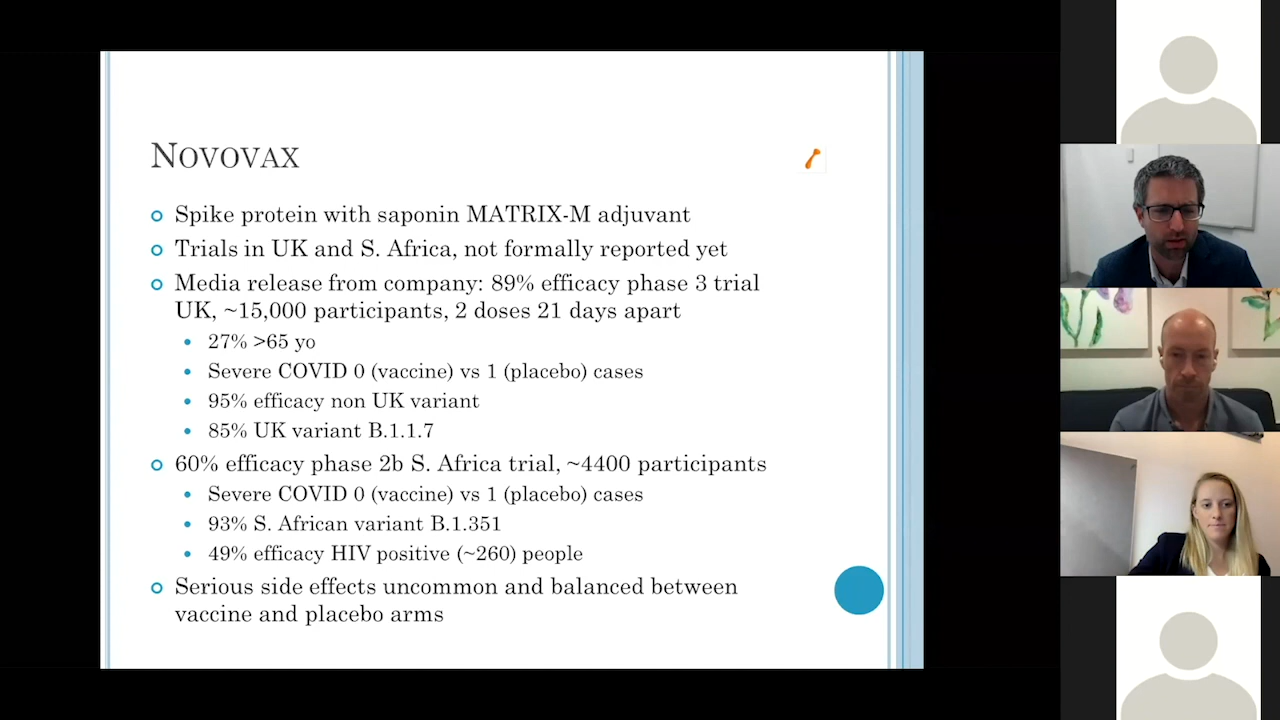 NOVOVAX
Spike protein with saponin MATRIX-M adjuvant
Trials in UK and S. Africa, not formally reported yet
Media release from company: 89% efficacy phase 3 trial
UK, ~15,000 participants, 2 doses 21 days apart
27% >65 yo
Severe COVID 0 (vaccine) vs 1 (placebo) cases
95% efficacy non UK variant
85% UK variant B.1.1.7
60% efficacy phase 2b S. Africa trial, ~4400 participants
Severe COVID 0 (vaccine) vs 1 (placebo) cases
93% S. African variant B.1.351
49% efficacy HIV positive (~260) people
Serious side effects uncommon and balanced between
vaccine and placebo arms